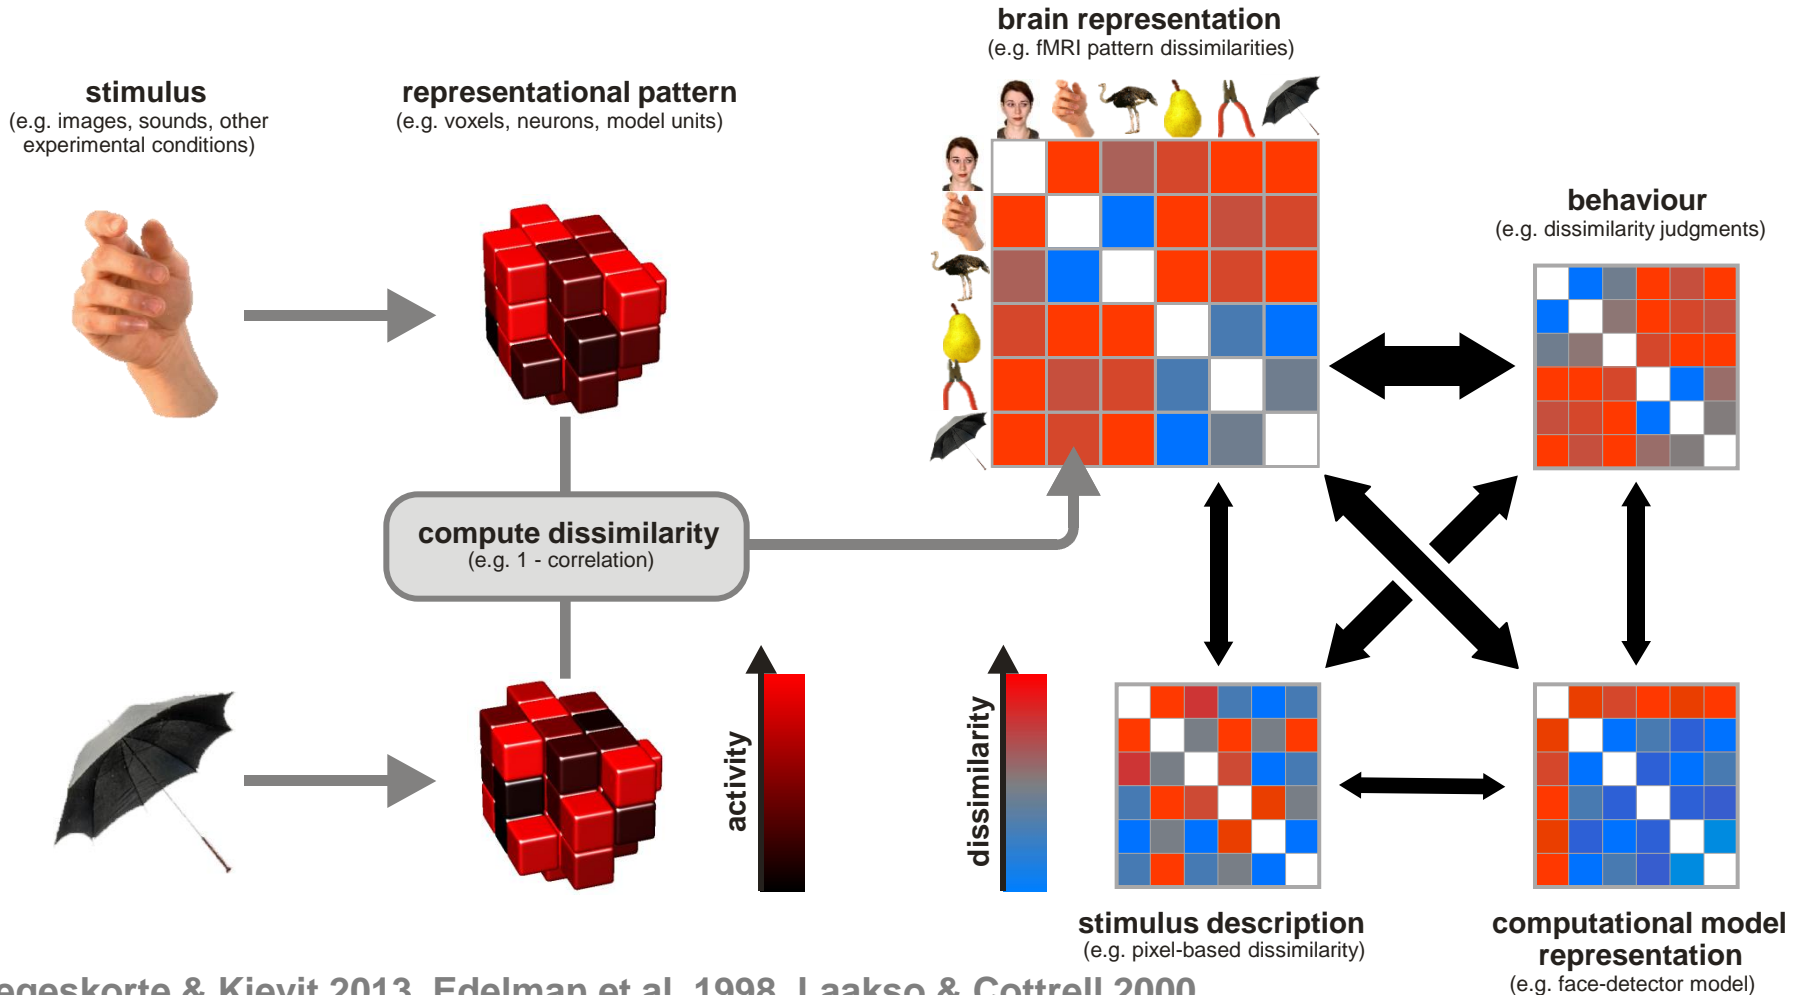 brain representation
(e.g. fMRI pattern dissimilarities)
stimulus
(e.g. images, sounds, other
experimental conditions)
representational pattern
(e.g. voxels, neurons, model units)
behaviour
(e.g. dissimilarity judgments)
compute dissimilarity
(e.g. 1 - correlation)
activity
dissimilarity
stimulus description
(e.g. pixel-based dissimilarity)
computational model
representation
(e.g. face-detector model)
egeskorte & Kievit 2013, Edelman et al. 1998, Laakso & Cottrell 2000